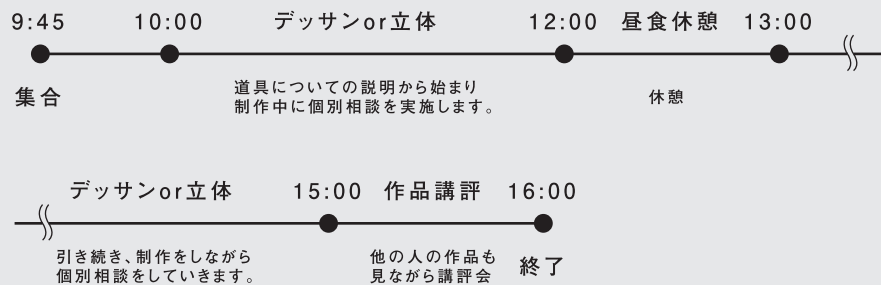 9:45 10:00 デッサンor立体 12:00 昼食休憩 13:00
集合
道具についての説明から始まり
制作中に個別相談を実施します。
休憩
デッサンor立体 15:00 作品講評 16:00
引き続き、制作をしながら
個別相談をしていきます。
他の人の作品も
見ながら講評会
終了